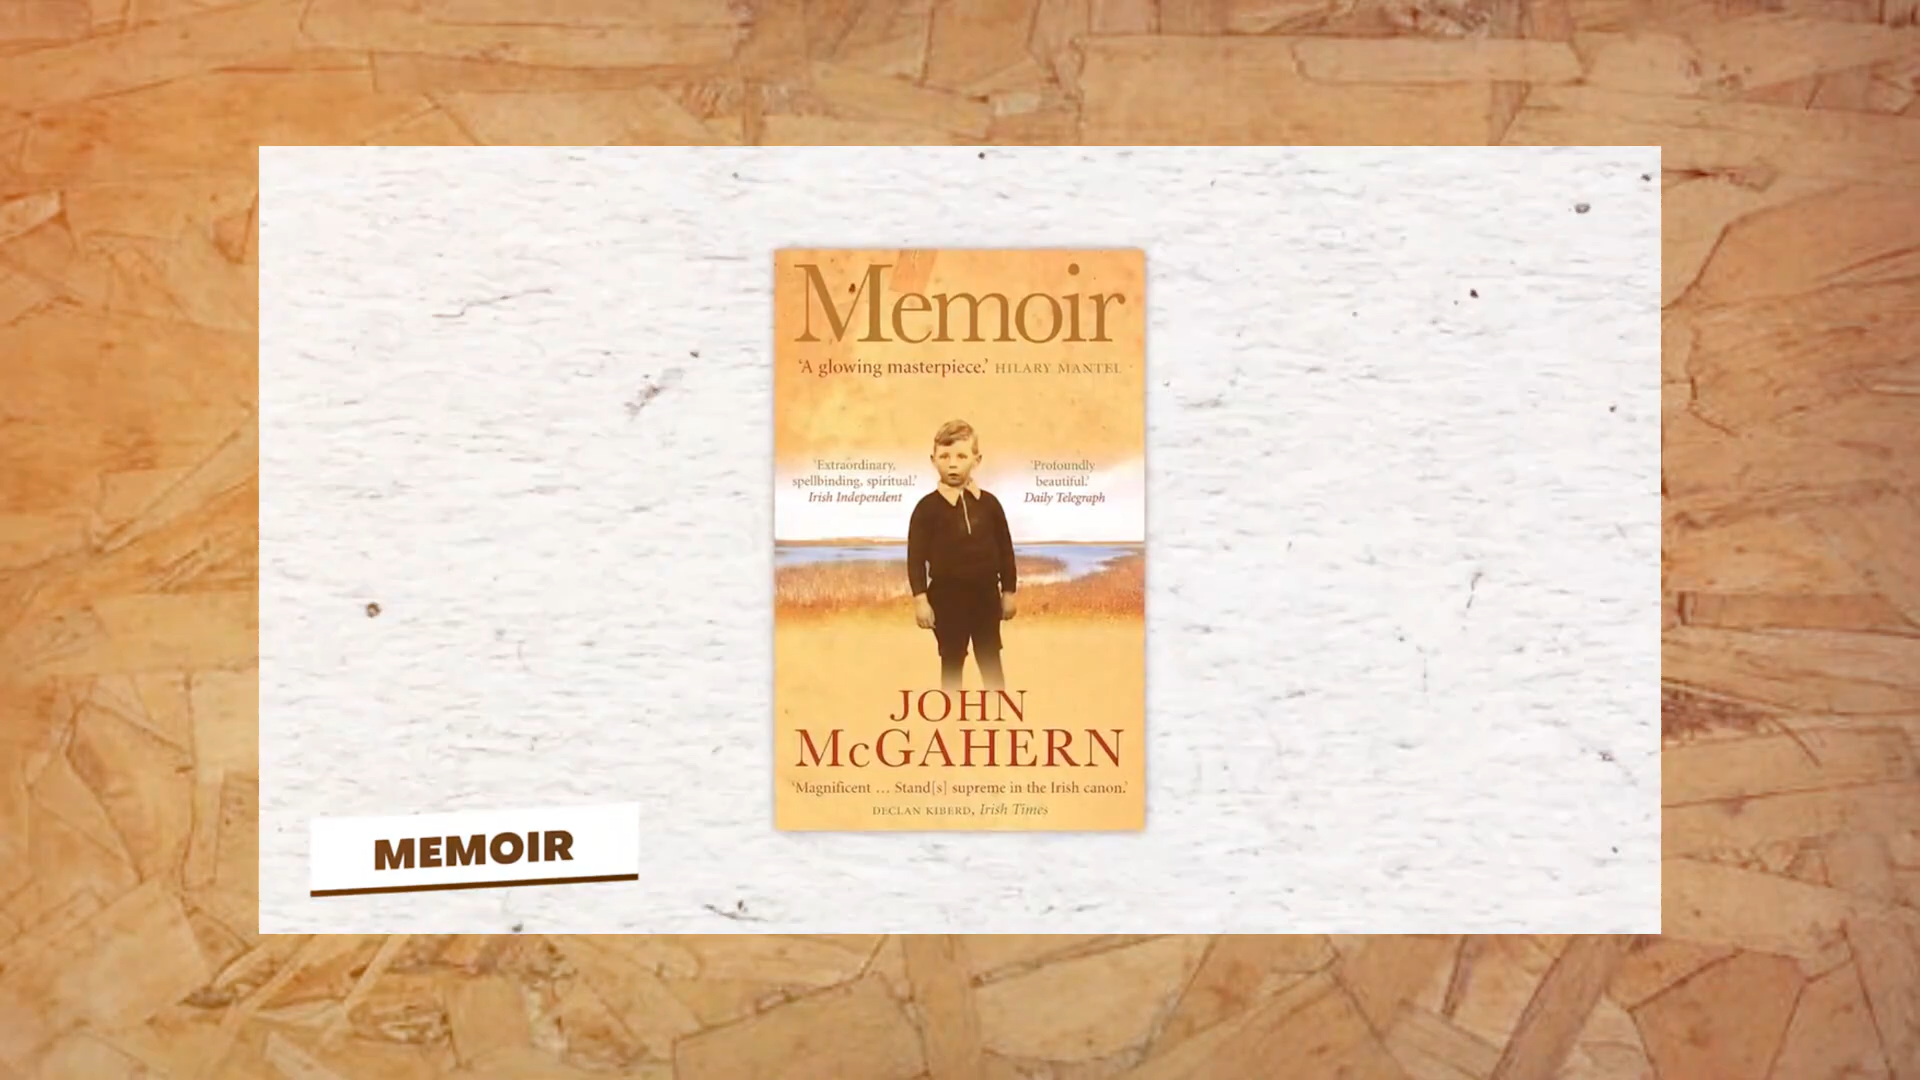 Memoir
'A glowing masterpiece.' HILARY MANTEL
'Extraordinary,
spellbinding, spiritual.'
Irish Independent
'Profoundly
beautiful.'
Daily Telegraph
JOHN
McGAHERN
'Magnificent … Stand[s] supreme in the Irish canon.'
DECLAN KIBERD, Irish Times
MEMOIR